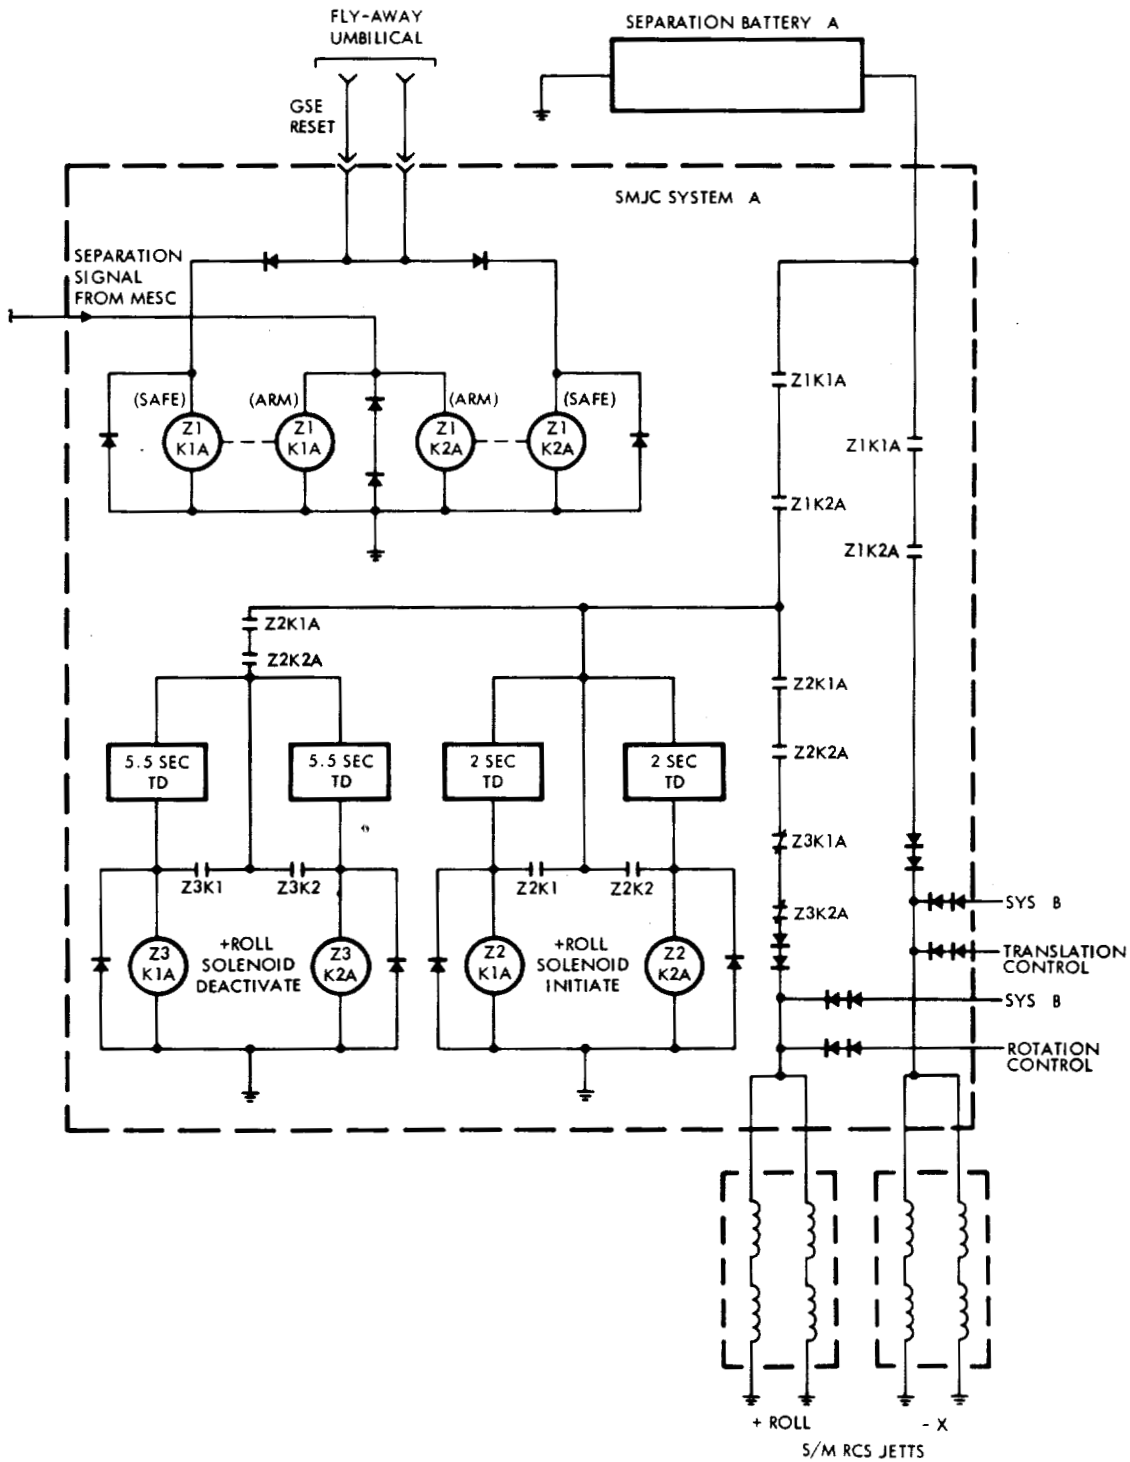 FLY-AWAY
UMBILICAL
SEPARATION BATTERY A
GSE
RESET
SMJC SYSTEM A
SEPARATION
SIGNAL
FROM MESC
(SAFE)
(ARM)
(ARM)
(SAFE)
Z1
K1A
Z1
K1A
Z1
K2A
Z1
K2A
Z1K1A
Z1K1A
Z1K2A
Z1K2A
Z2K1A
Z2K2A
Z2K1A
Z2K2A
5.5 SEC
TD
5.5 SEC
TD
2 SEC
TD
2 SEC
TD
Z3K1A
Z3K1
Z3K2
Z2K1
Z2K2
Z3K2A
SYS B
Z3
K1A
+ROLL
SOLENOID
DEACTIVATE
Z3
K2A
Z2
K1A
+ROLL
SOLENOID
INITIATE
Z2
K2A
TRANSLATION
CONTROL
SYS B
ROTATION
CONTROL
+ ROLL
- X
S/M RCS JETTS